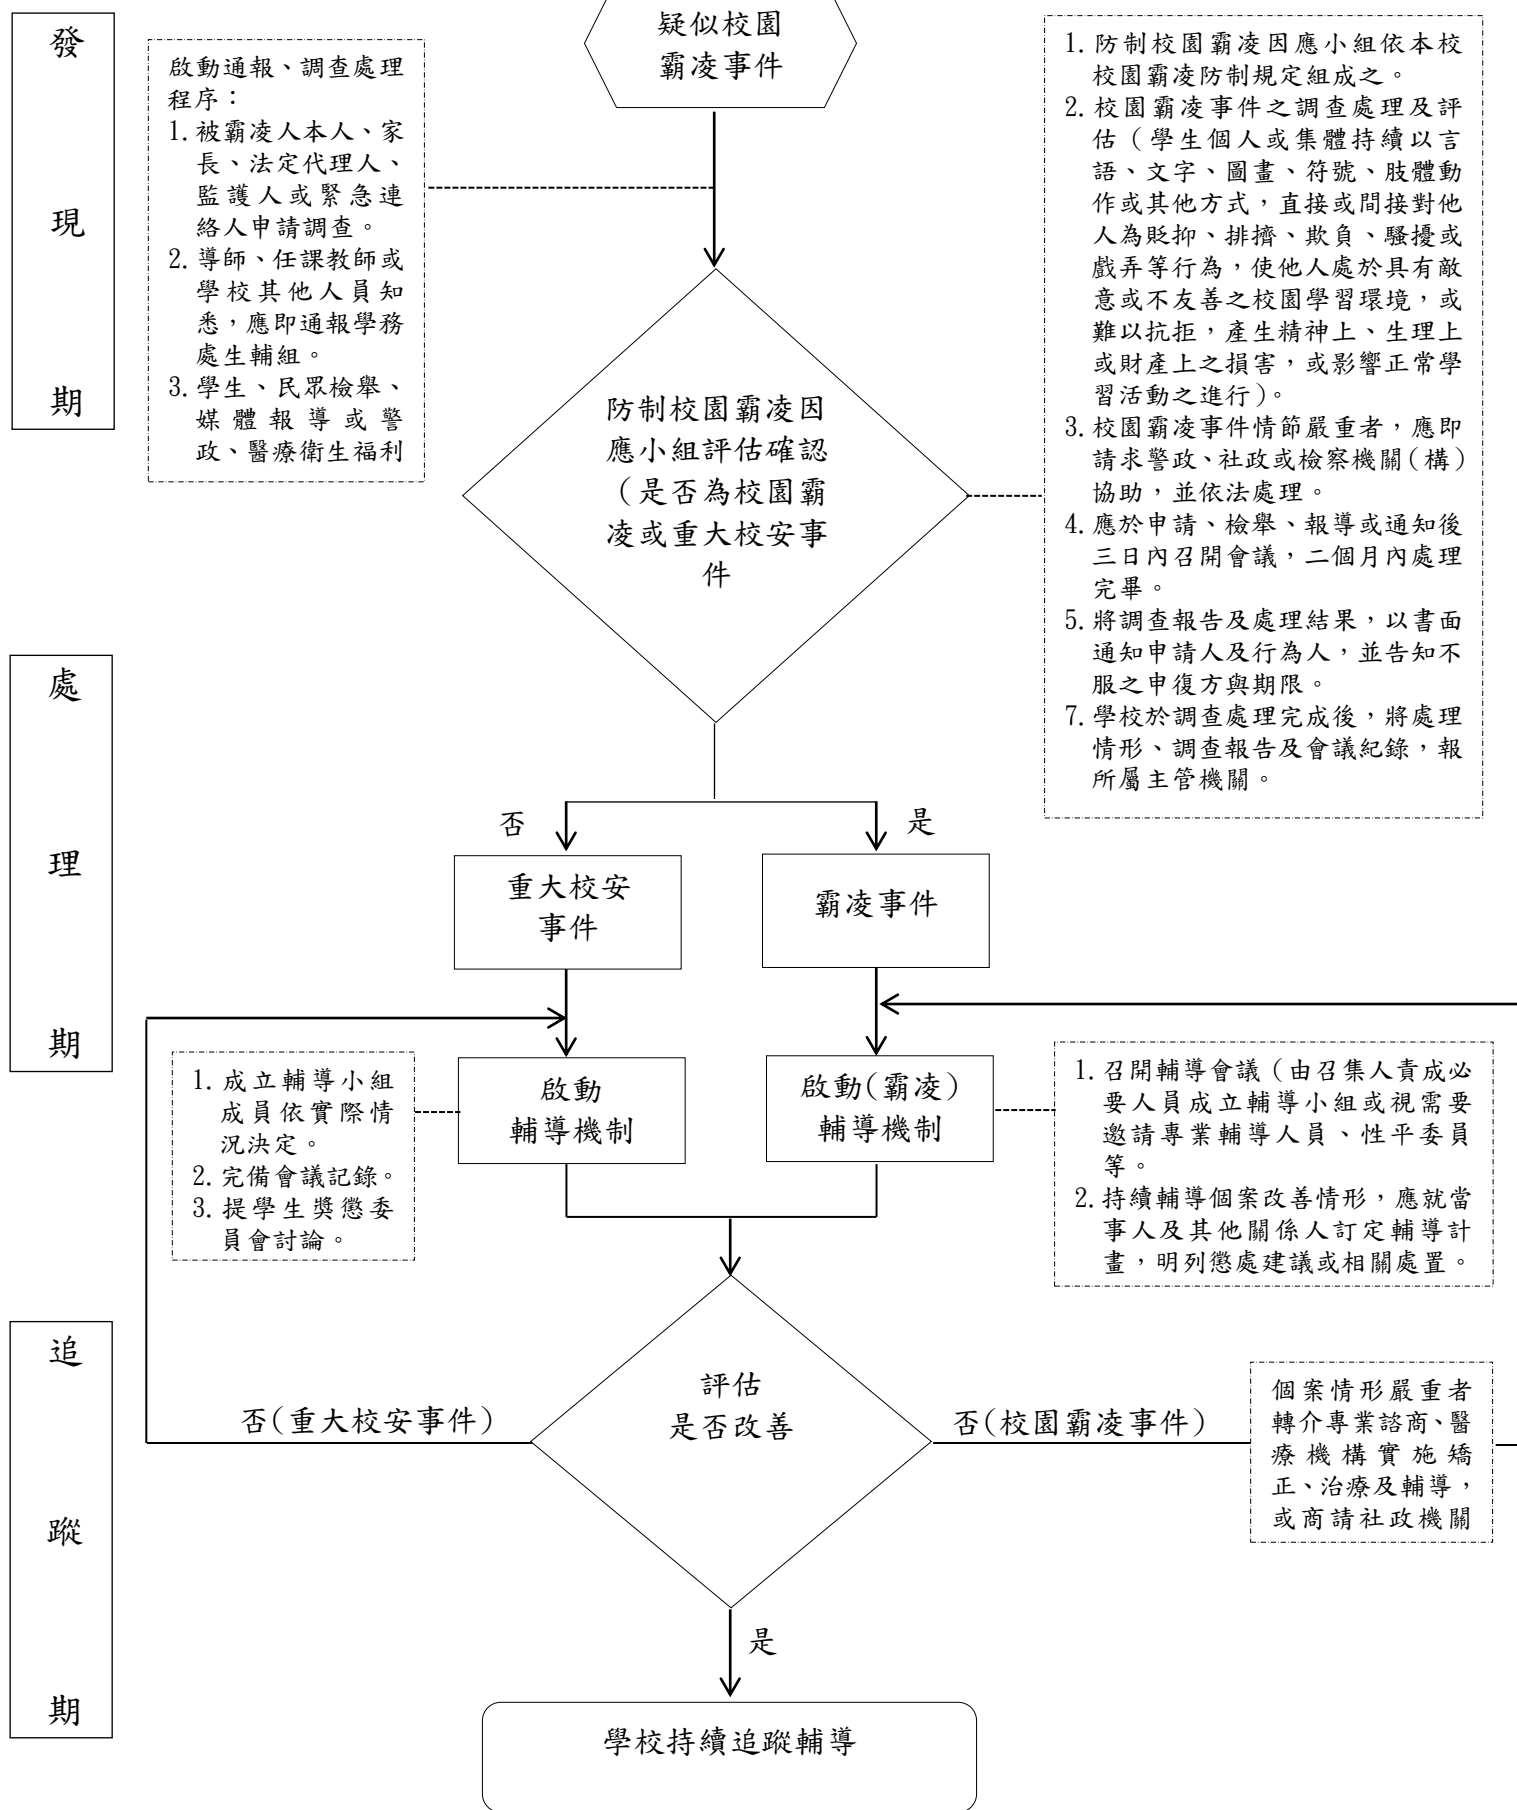 發
現
期
疑似校園
霸凌事件
啟動通報、調查處理
程序：
1. 被霸凌人本人、家
長、法定代理人、
監護人或緊急連
絡人申請調查。
2. 導師、任課教師或
學校其他人員知
悉，應即通報學務
處生輔組。
3. 學生、民眾檢舉、
媒體報導或警
政、醫療衛生福利
1. 防制校園霸凌因應小組依本校
校園霸凌防制規定組成之。
2. 校園霸凌事件之調查處理及評
估（學生個人或集體持續以言
語、文字、圖畫、符號、肢體動
作或其他方式，直接或間接對他
人為貶抑、排擠、欺負、騷擾或
戲弄等行為，使他人處於具有敵
意或不友善之校園學習環境，或
難以抗拒，產生精神上、生理上
或財產上之損害，或影響正常學
習活動之進行）。
3. 校園霸凌事件情節嚴重者，應即
請求警政、社政或檢察機關（構）
協助，並依法處理。
4. 應於申請、檢舉、報導或通知後
三日內召開會議，二個月內處理
完畢。
5. 將調查報告及處理結果，以書面
通知申請人及行為人，並告知不
服之申復方與期限。
7. 學校於調查處理完成後，將處理
情形、調查報告及會議紀錄，報
所屬主管機關。
防制校園霸凌因
應小組評估確認
（是否為校園霸
凌或重大校安事
件
處
理
期
否
是
重大校安
事件
霸凌事件
1. 成立輔導小組
成員依實際情
況決定。
2. 完備會議記錄。
3. 提學生獎懲委
員會討論。
啟動
輔導機制
啟動(霸凌)
輔導機制
1. 召開輔導會議（由召集人責成必
要人員成立輔導小組或視需要
邀請專業輔導人員、性平委員
等。
2. 持續輔導個案改善情形，應就當
事人及其他關係人訂定輔導計
畫，明列懲處建議或相關處置。
追
蹤
期
否(重大校安事件)
評估
是否改善
否(校園霸凌事件)
個案情形嚴重者
轉介專業諮商、醫
療機構實施矯
正、治療及輔導，
或商請社政機關
是
學校持續追蹤輔導